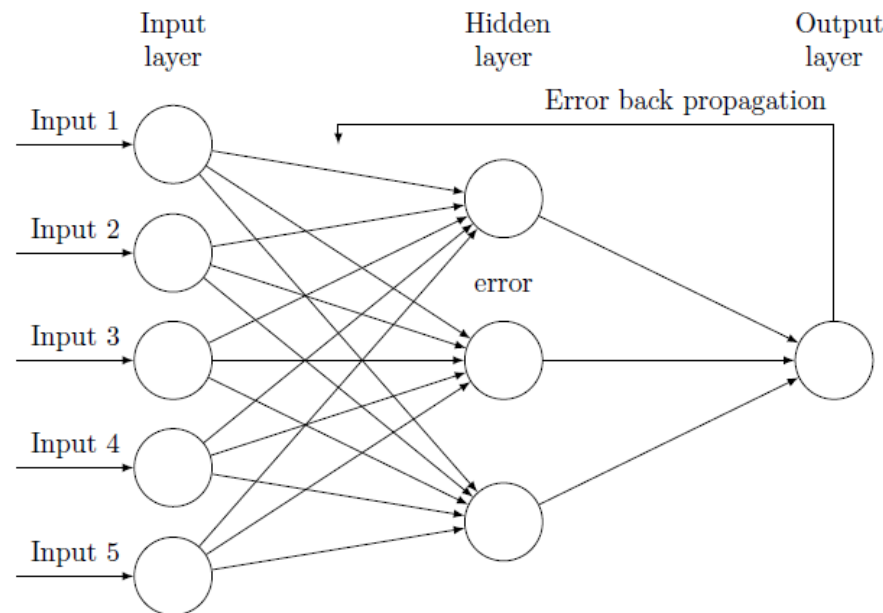 Input
layer
Hidden
layer
Output
layer
Error back propagation
Input 1
Input 2
error
Input 3
Input 4
Input 5